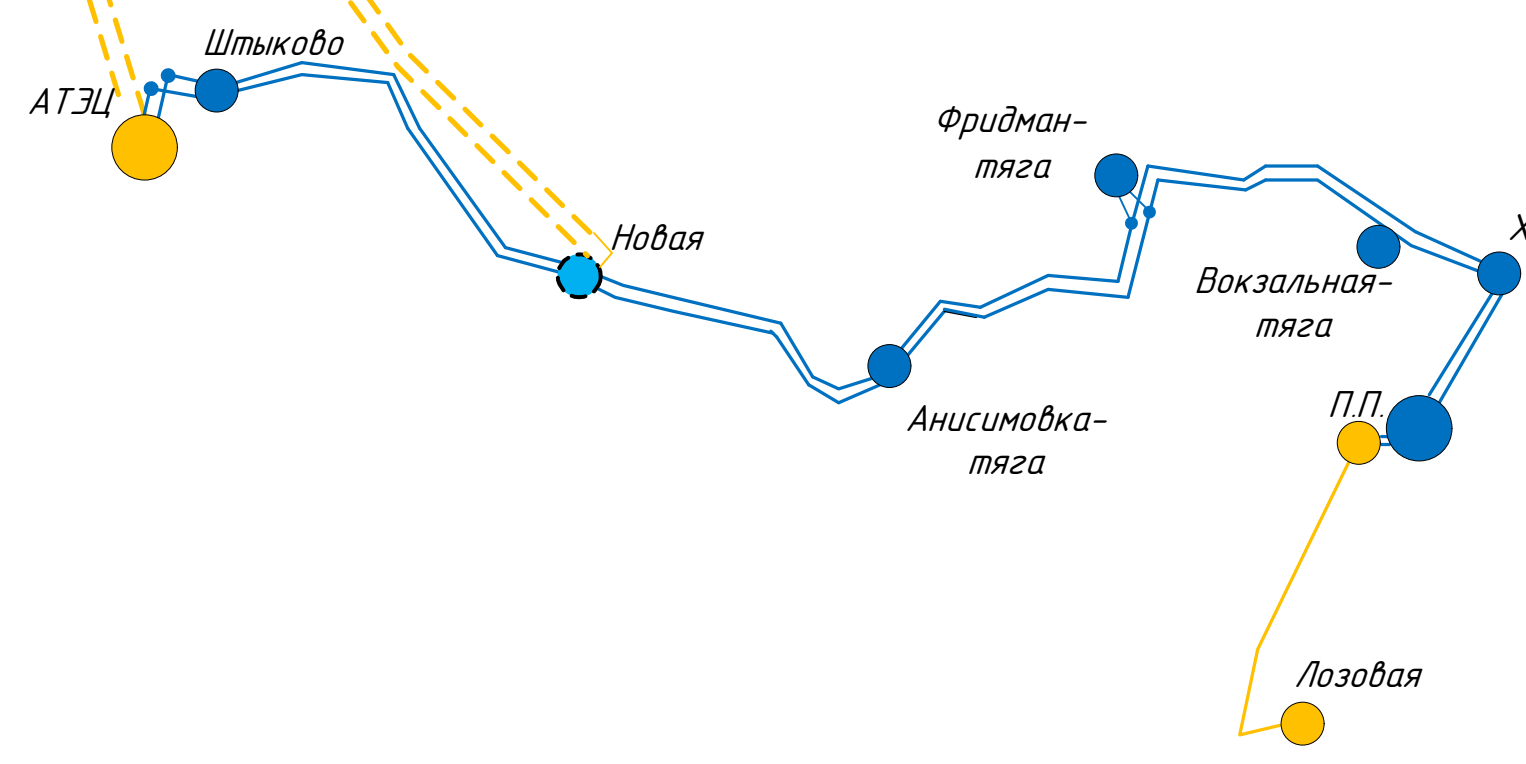 Штыково
АТЭЦ
Фридман-
тяга
Новая
Вокзальная-
тяга
П.П.
Анисимовка-
тяга
Лозовая